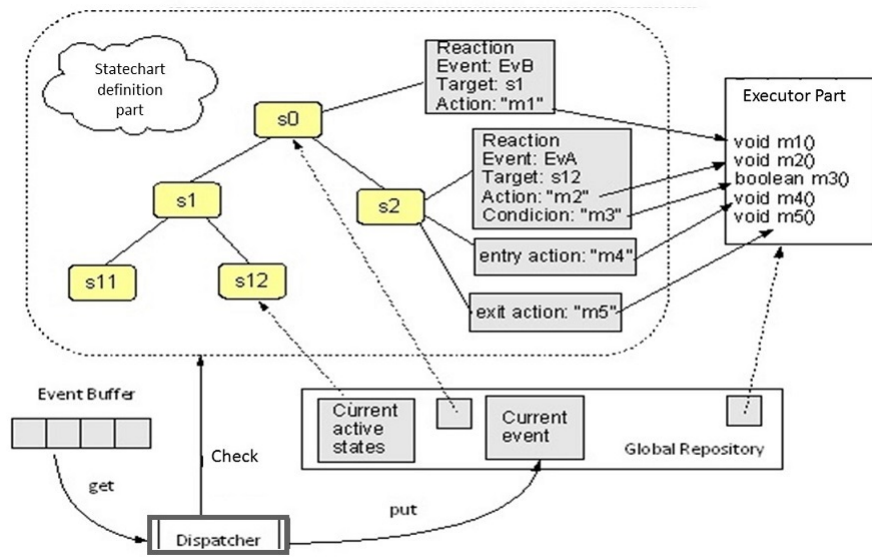 Statechart
definition
part
s0
s1
s2
s11
s12
Reaction
Event: EvB
Target: s1
Action: "m1"
Reaction
Event: EvA
Target: s12
Action: "m2"
Condicion: "m3"
entry action: "m4"
exit action: "m5"
Executor Part
void m1()
void m2()
boolean m3()
void m4()
void m5()
Event Buffer
get
Check
Dispatcher
put
Current
active
states
Current
event
Global Repository